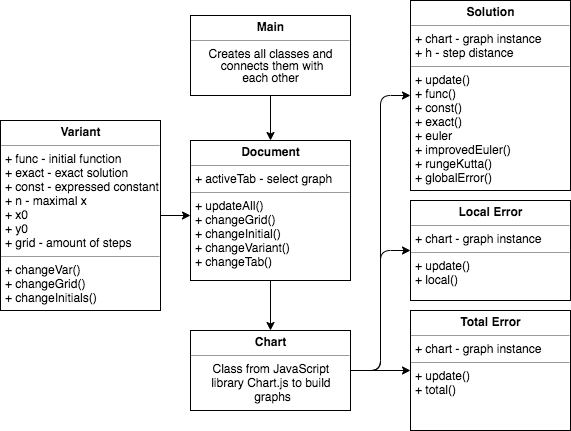 Main
Creates all classes and
connects them with
each other
Variant
+ func - initial function
+ exact - exact solution
+ const - expressed constant
+ n - maximal x
+ x0
+ y0
+ grid - amount of steps
+ changeVar()
+ changeGrid()
+ changeInitials()
Document
+ activeTab - select graph
+ updateAll()
+ changeGrid()
+ changeInitial()
+ changeVariant()
+ changeTab()
Chart
Class from JavaScript
library Chart.js to build
graphs
Solution
+ chart - graph instance
+ h - step distance
+ update()
+ func()
+ const()
+ exact()
+ euler
+ improvedEuler()
+ rungeKutta()
+ globalError()
Local Error
+ chart - graph instance
+ update()
+ local()
Total Error
+ chart - graph instance
+ update()
+ total()